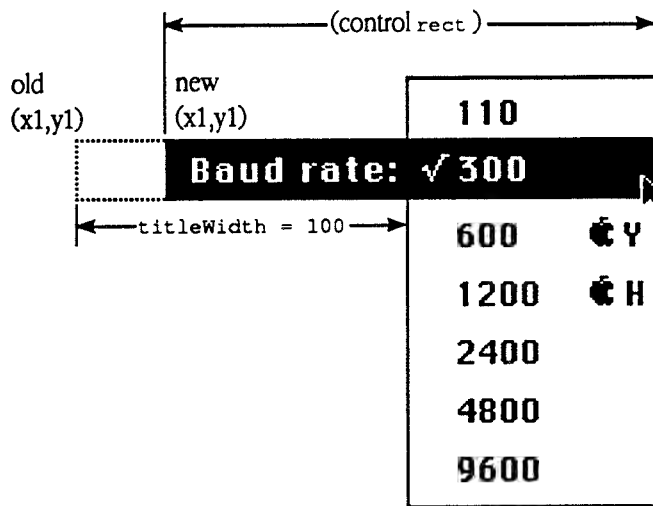 (control rect)
old
(x1,y1)
new
(x1,y1)
110
Baud rate: √ 300
titleWidth = 100
600 Y
1200 H
2400
4800
9600